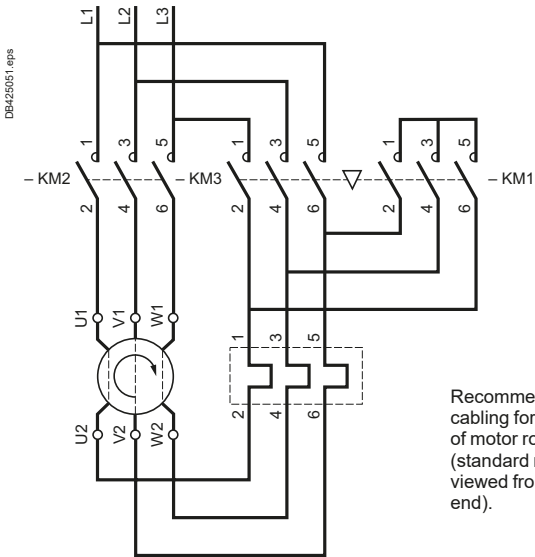 DB425051.eps
L1 L2 L3
1 3 5 1 3 5 1 3 5
– KM2 – KM3 – KM1
2 4 6 2 4 6 2 4 6
U1 V1 W1 1 3 5
2 4 6
U2 V2 W2
Recomme
cabling for
of motor ro
(standard r
viewed fro
end).